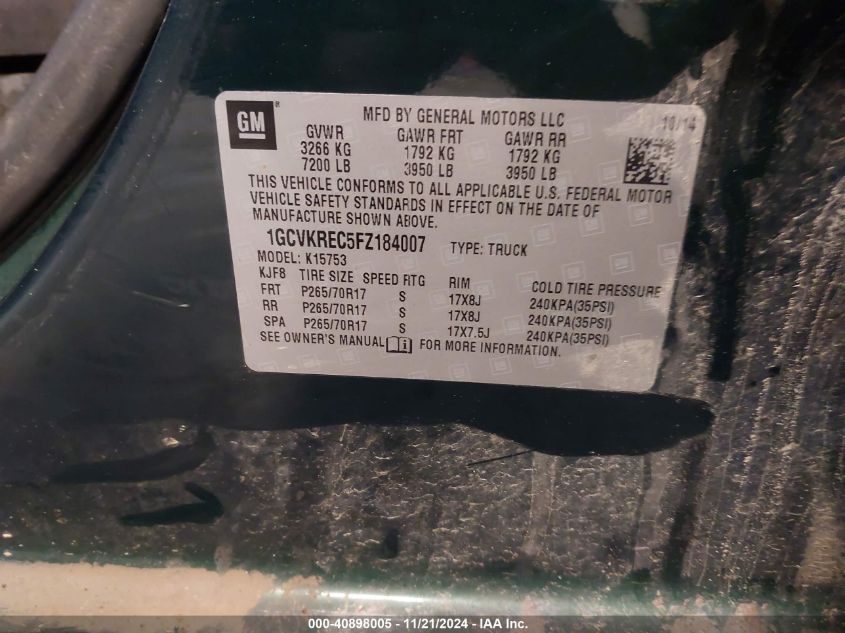 GM ®
MFD BY GENERAL MOTORS LLC
10/14
GVWR GAWR FRT GAWR RR
3266 KG 1792 KG 1792 KG
7200 LB 3950 LB 3950 LB
THIS VEHICLE CONFORMS TO ALL APPLICABLE U.S. FEDERAL MOTOR
VEHICLE SAFETY STANDARDS IN EFFECT ON THE DATE OF
MANUFACTURE SHOWN ABOVE.
1GCVKREC5FZ184007 TYPE: TRUCK
MODEL: K15753
KJF8 TIRE SIZE SPEED RTG RIM COLD TIRE PRESSURE
FRT P265/70R17 S 17X8J 240KPA(35PSI)
RR P265/70R17 S 17X8J 240KPA(35PSI)
SPA P265/70R17 S 17X7.5J 240KPA(35PSI)
SEE OWNER'S MANUAL FOR MORE INFORMATION.
000-40898005 - 11/21/2024 - IAA Inc.